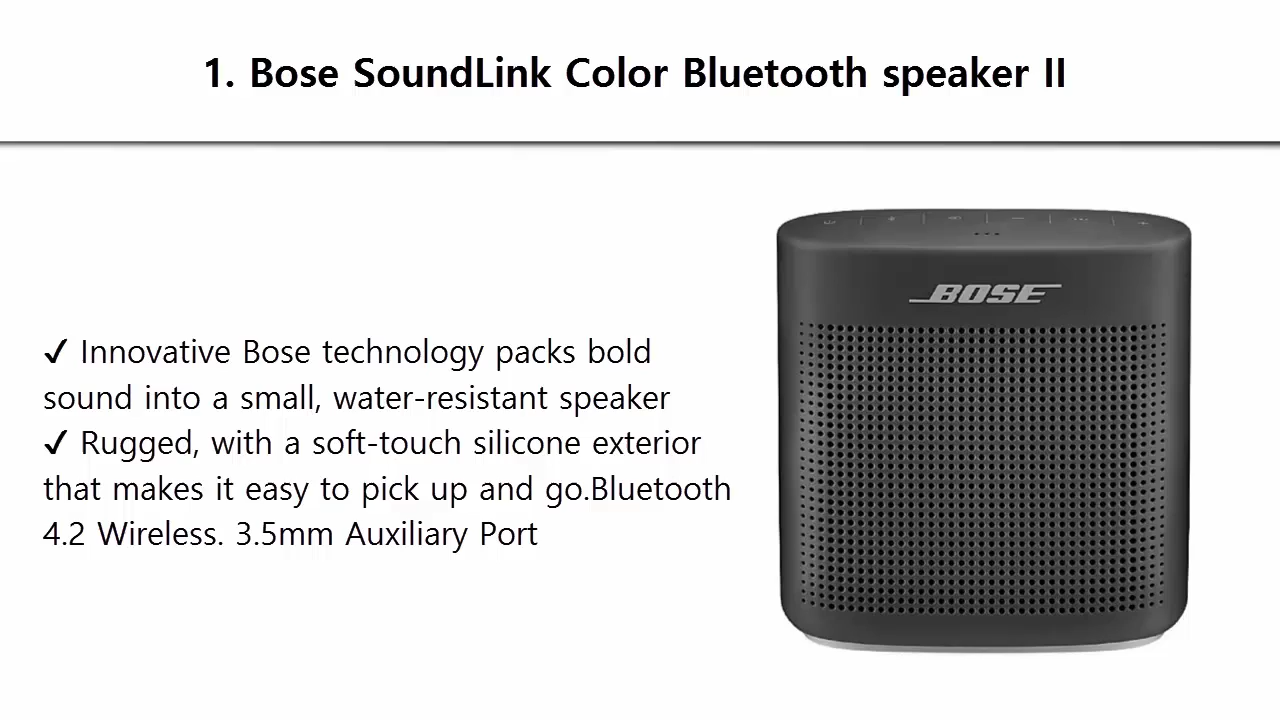 1. Bose SoundLink Color Bluetooth speaker II
✓ Innovative Bose technology packs bold
sound into a small, water-resistant speaker
✓ Rugged, with a soft-touch silicone exterior
that makes it easy to pick up and go.Bluetooth
4.2 Wireless. 3.5mm Auxiliary Port
BOSE